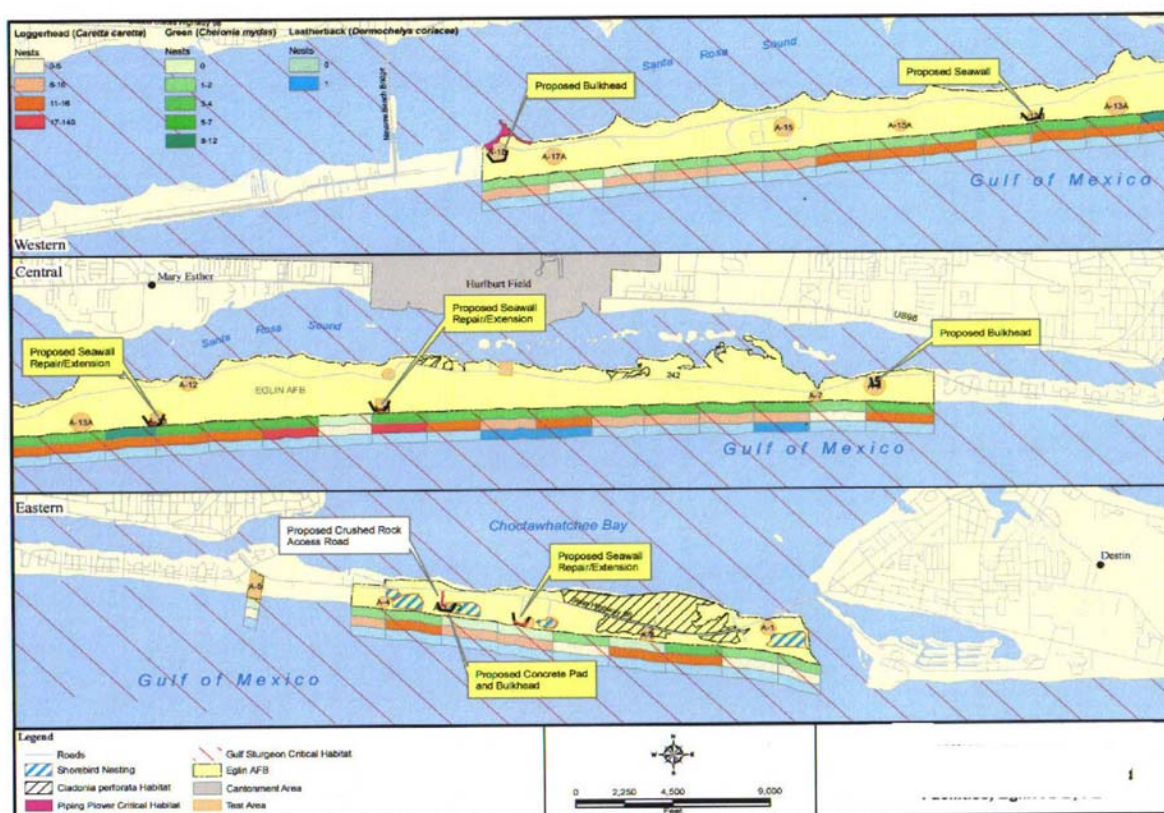 Loggerhead (Caretta caretta)
Nests
0-5
6-10
11-16
17-140
Green (Chelonia mydas)
Nests
0
1-2
3-4
5-7
8-12
Leatherback (Dermochelys coriacea)
Nests
0
1
Navarre Beach Bridge
Proposed Bulkhead
Santa Rosa Sound
Proposed Seawall
A-18
A-17A
A-15
A-13A
Gulf of Mexico
Western
Central
Mary Esther
Hurlburt Field
Santa Rosa Sound
Proposed Seawall
Repair/Extension
Proposed Seawall
Repair/Extension
US98
Proposed Bulkhead
A-12
EGLIN AFB
242
A-7
A-13A
Gulf of Mexico
Eastern
Choctawhatchee Bay
Proposed Crushed Rock
Access Road
Proposed Seawall
Repair/Extension
Destin
A-5
A-4
A-1
Gulf of Mexico
Proposed Concrete Pad
and Bulkhead
Legend
Roads
Shorebird Nesting
Cladonia perforata Habitat
Piping Plover Critical Habitat
Gulf Sturgeon Critical Habitat
Eglin AFB
Cantonment Area
Test Area
N
W
E
S
0 2,250 4,500 9,000
Feet